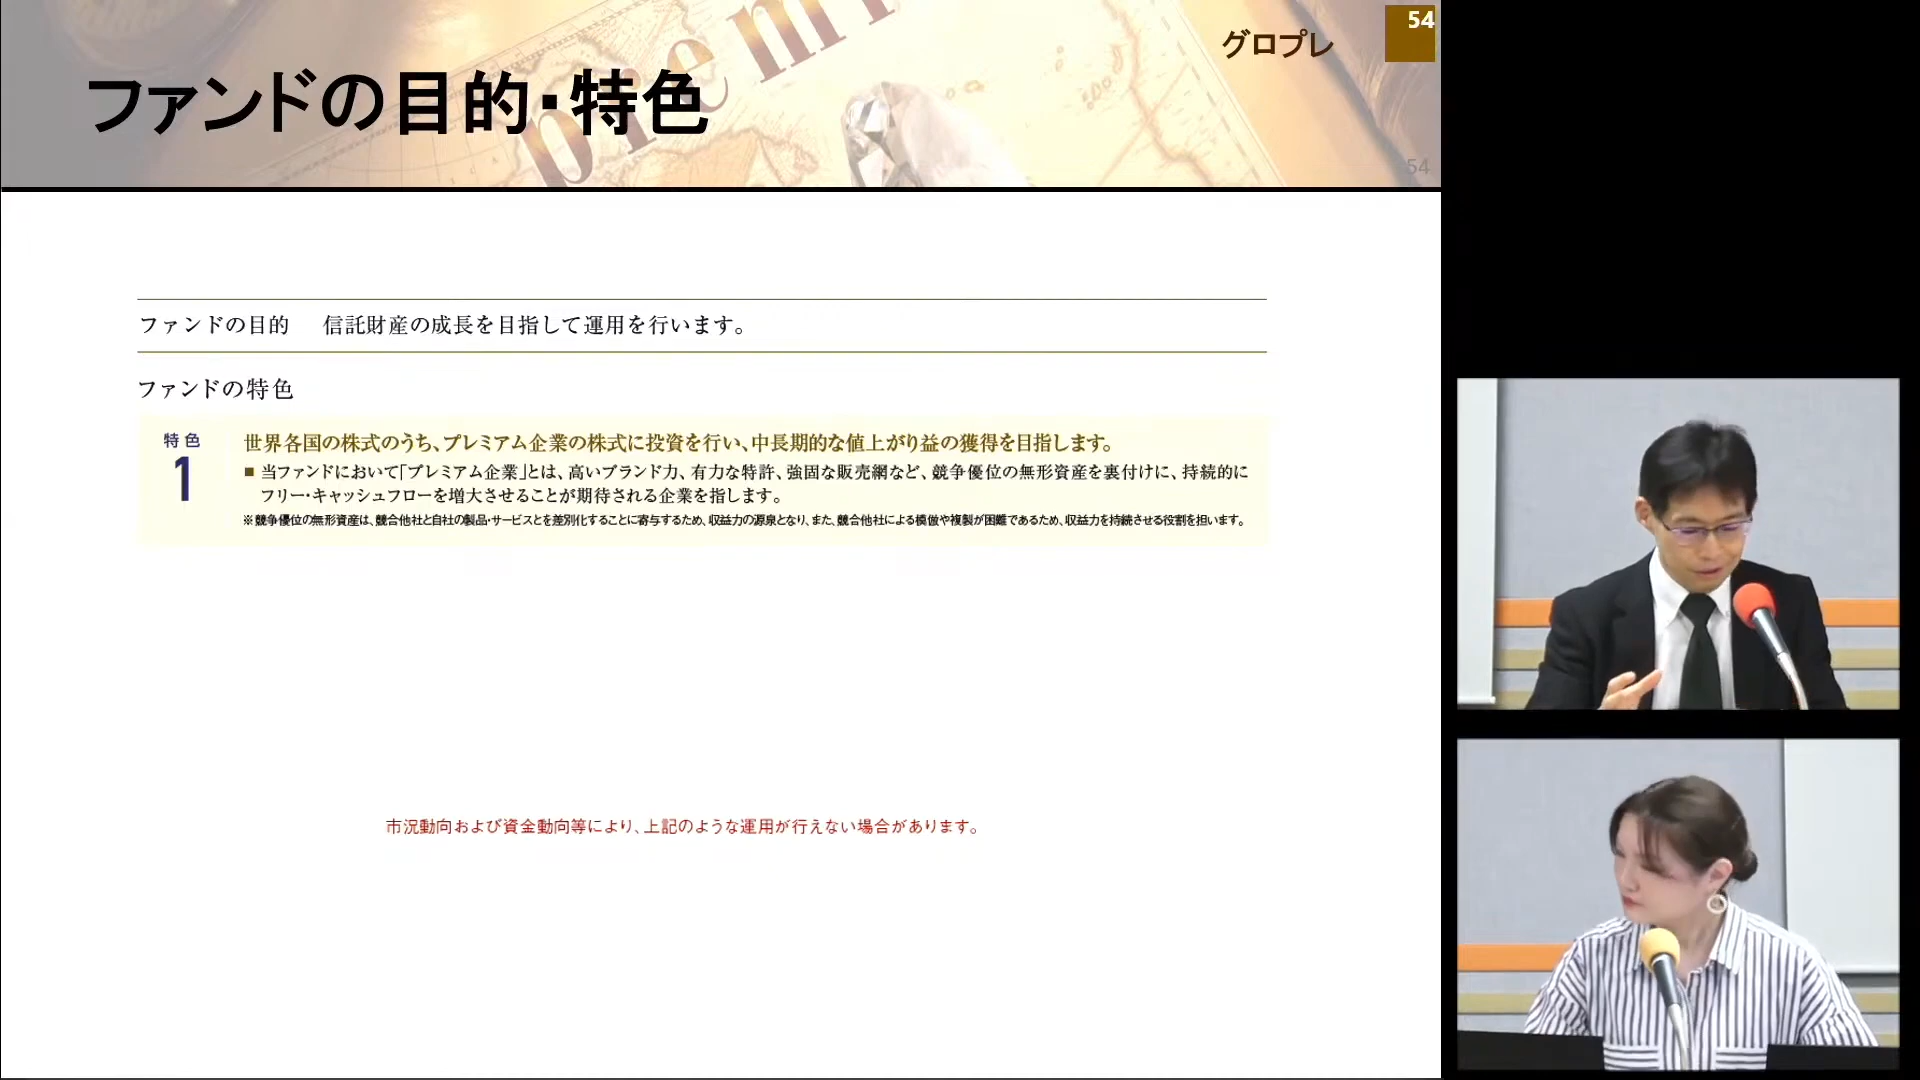 54
グロプレ
ファンドの目的・特色
premi
54
ファンドの目的 信託財産の成長を目指して運用を行います。
ファンドの特色
特色
1
世界各国の株式のうち、プレミアム企業の株式に投資を行い、中長期的な値上がり益の獲得を目指します。
■ 当ファンドにおいて「プレミアム企業」とは、高いブランド力、有力な特許、強固な販売網など、競争優位の無形資産を裏付けに、持続的に
フリー・キャッシュフローを増大させることが期待される企業を指します。
※競争優位の無形資産は、競合他社と自社の製品・サービスとを差別化することに寄与するため、収益力の源泉となり、また、競合他社による模倣や複製が困難であるため、収益力を持続させる役割を担います。
市況動向および資金動向等により、上記のような運用が行えない場合があります。